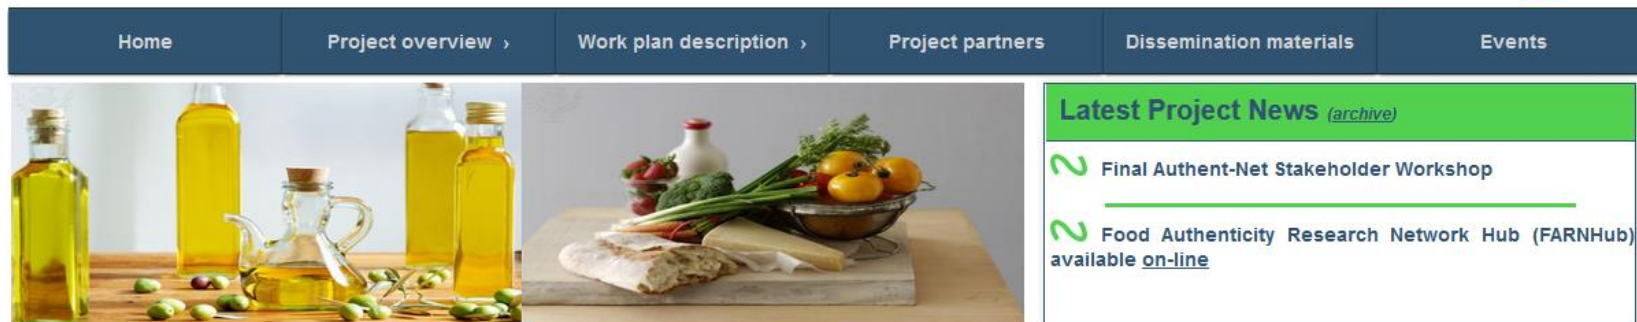 Home
Project overview ›
Work plan description ›
Project partners
Dissemination materials
Events
Latest Project News (archive)
Final Authent-Net Stakeholder Workshop
Food Authenticity Research Network Hub (FARNHub)
available on-line